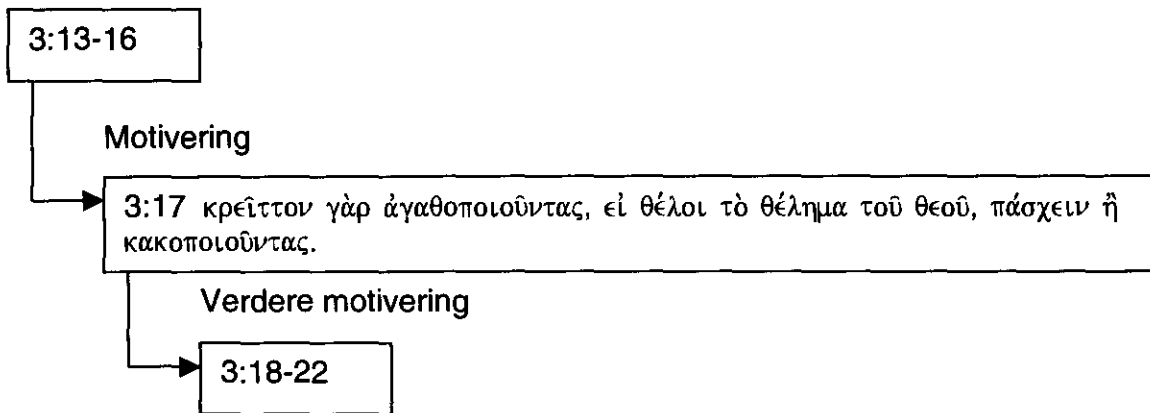 3:13-16
Motivering
3:17 κρεῖττον γὰρ ἀγαθοποιοῦντας, εἰ θέλοι τὸ θέλημα τοῦ θεοῦ, πάσχειν ἢ
κακοποιοῦντας.
Verdere motivering
3:18-22